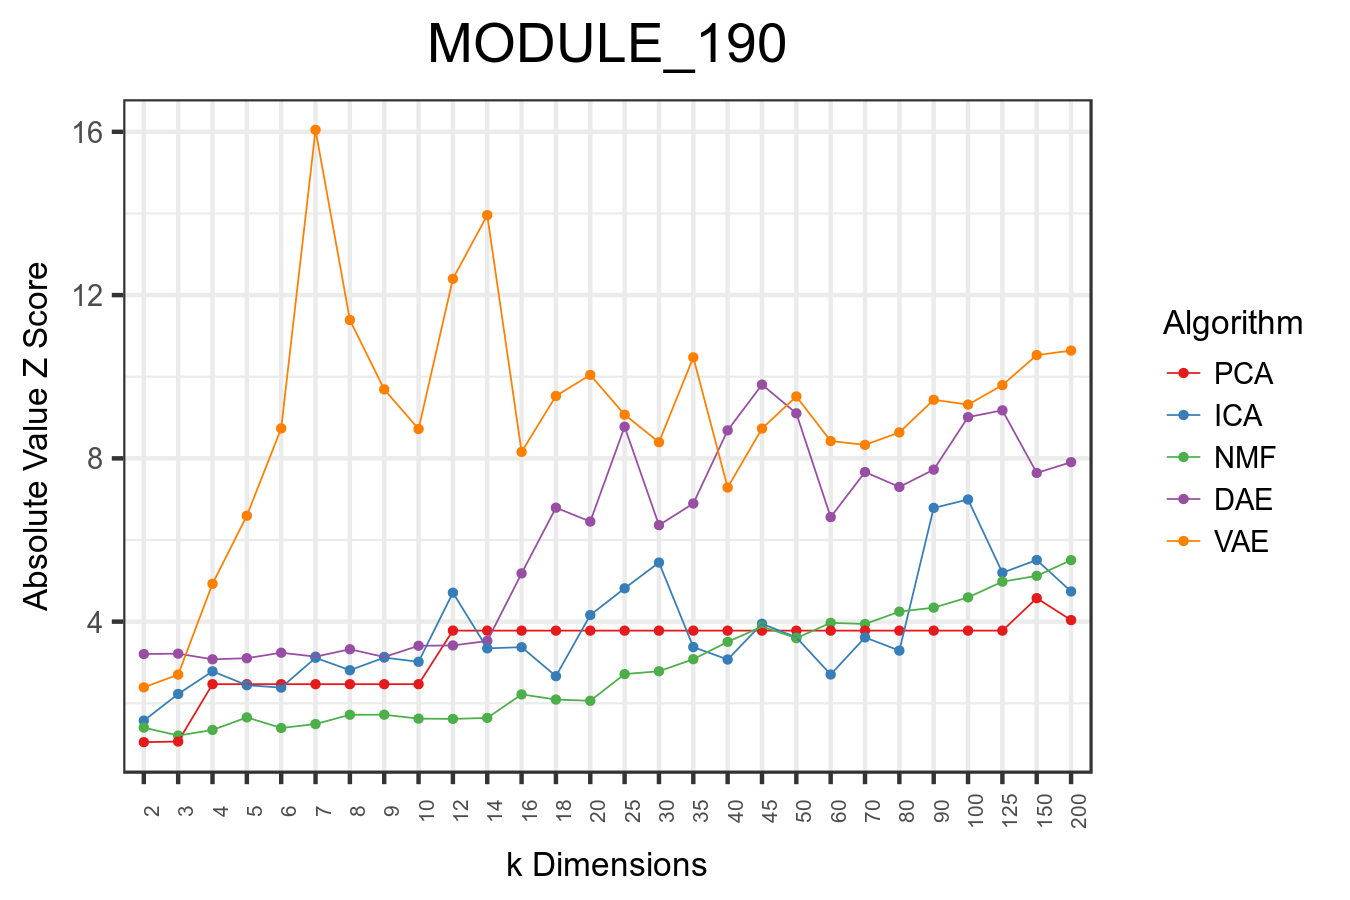 MODULE_190
Absolute Value Z Score
16
12
8
4
2 3 4 5 6 7 8 9 10 12 14 16 18 20 25 30 35 40 45 50 60 70 80 90 100 125 150 200
k Dimensions
Algorithm
PCA
ICA
NMF
DAE
VAE